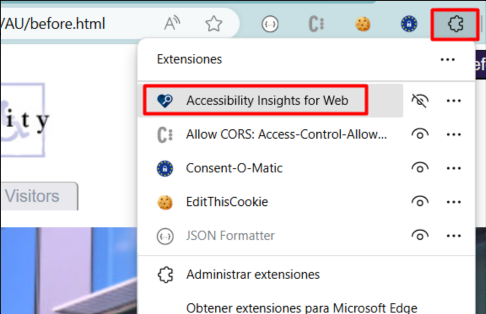 /AU/before.html
Extensiones
Accessibility Insights for Web
Allow CORS: Access-Control-Allow...
Consent-O-Matic
EditThisCookie
JSON Formatter
Administrar extensiones
Obtener extensiones para Microsoft Edge
ity
Visitors
ef